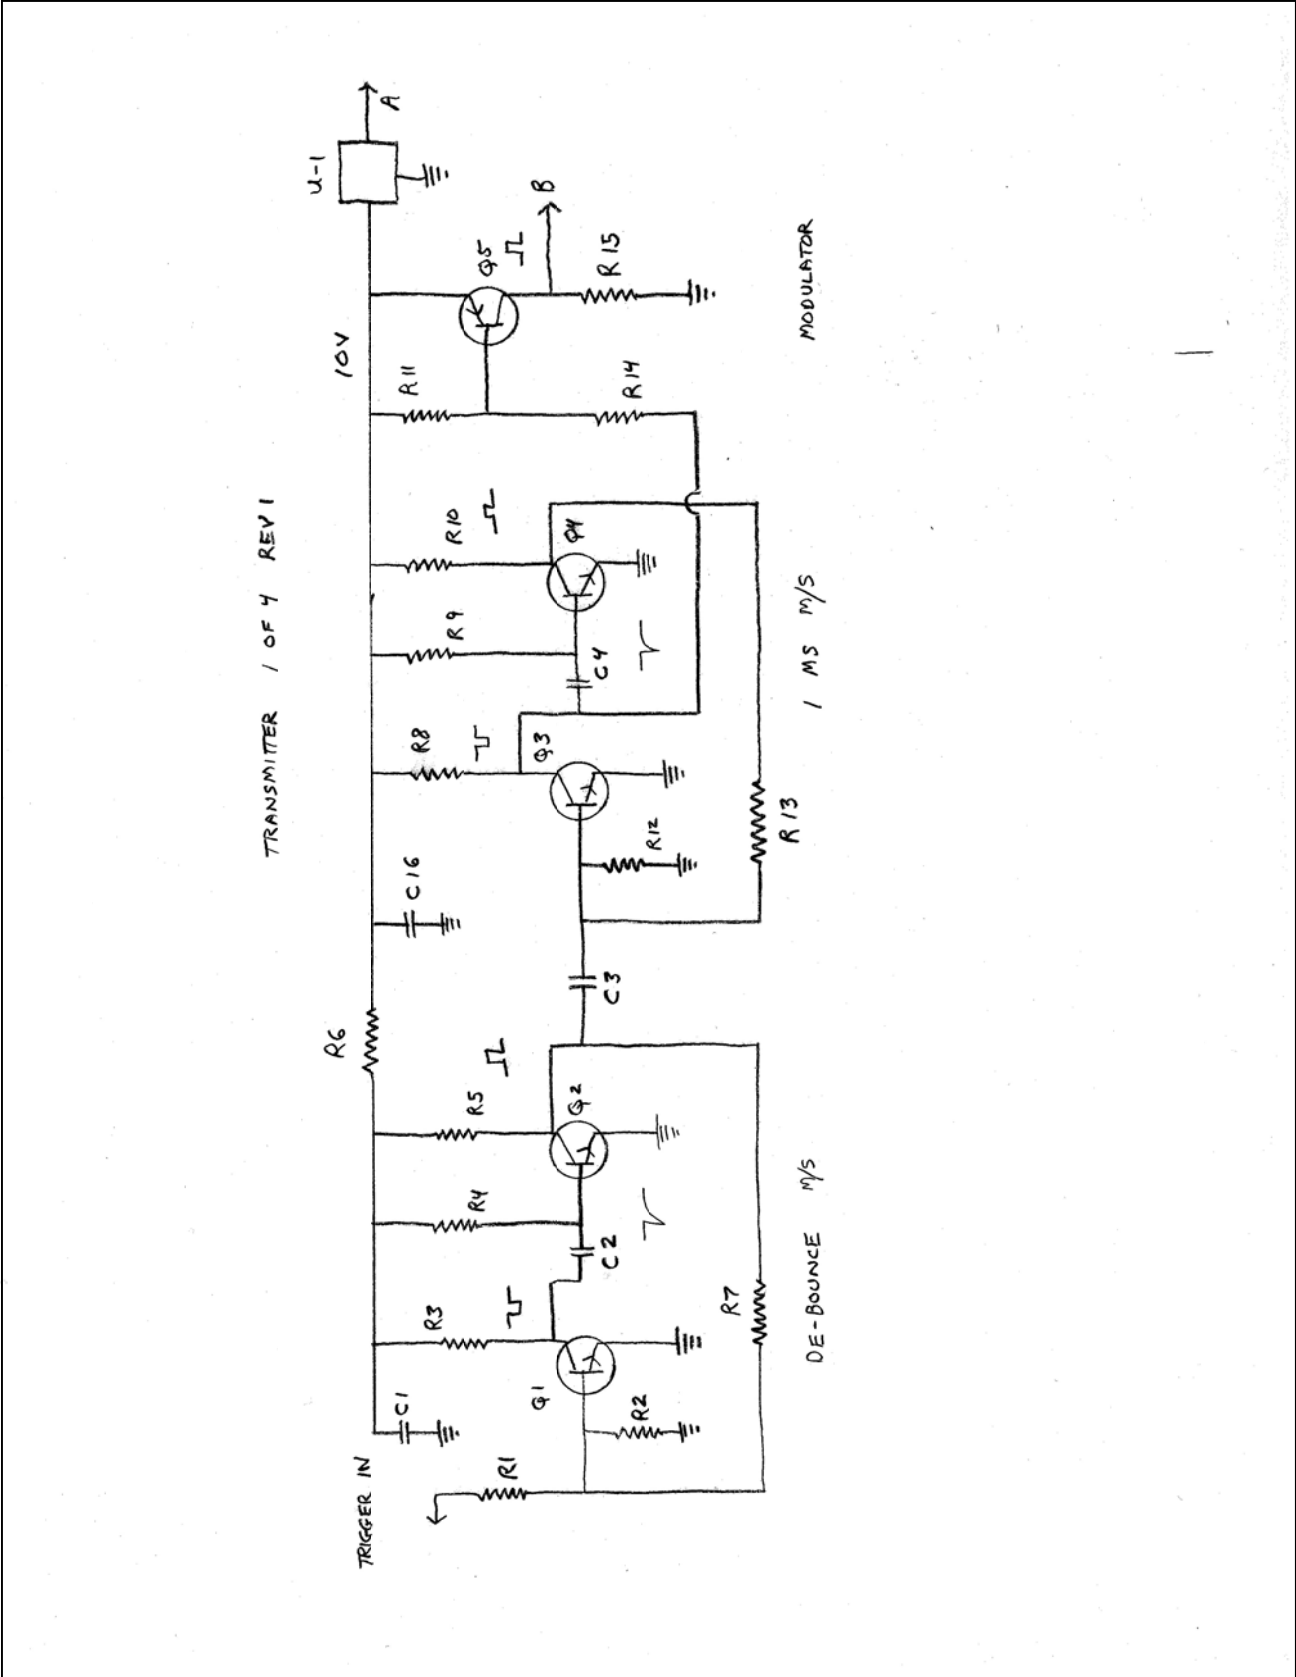 TRANSMITTER 1 OF 4 REV 1
TRIGGER IN
R6
10V
U-1
A
C1
R3
R4
R5
C16
R8
R9
R10
R11
Q5
B
R1
Q1
R2
C2
Q2
C3
R12
Q3
C4
Q4
R14
R15
R7
R13
DE-BOUNCE M/S
1 MS M/S
MODULATOR